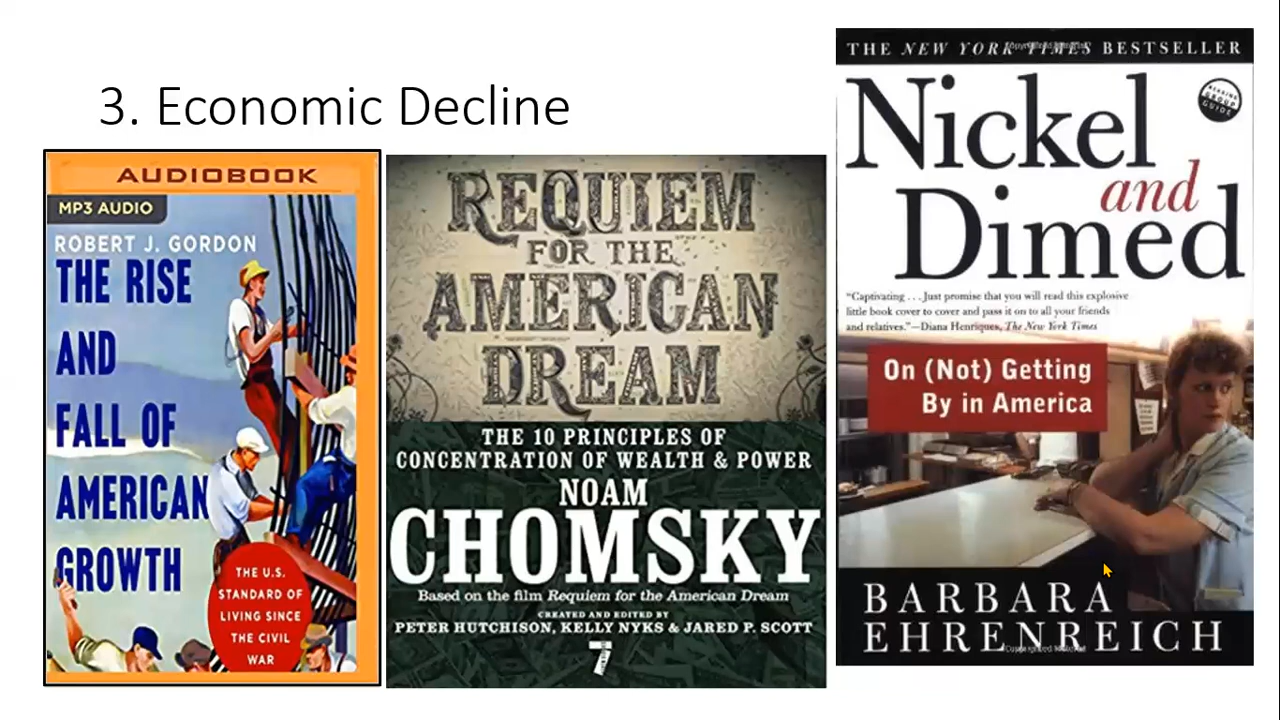 3. Economic Decline
AUDIOBOOK
MP3 AUDIO
ROBERT J. GORDON
THE RISE
AND
FALL OF
AMERICAN
GROWTH
THE U.S.
STANDARD OF
LIVING SINCE
THE CIVIL
WAR
REQUIEM
FOR THE
AMERICAN
DREAM
THE 10 PRINCIPLES OF
CONCENTRATION OF WEALTH & POWER
NOAM
CHOMSKY
Based on the film Requiem for the American Dream
CREATED AND EDITED BY
PETER HUTCHISON, KELLY NYKS & JARED P. SCOTT
7
THE NEW YORK TIMES BESTSELLER
Nickel
and
Dimed
READING
GROUP
GUIDE
"Captivating . . . Just promise that you will read this explosive
little book cover to cover and pass it on to all your friends
and relatives."—Diana Henriques, The New York Times
On (Not) Getting
By in America
BARBARA
EHRENREICH